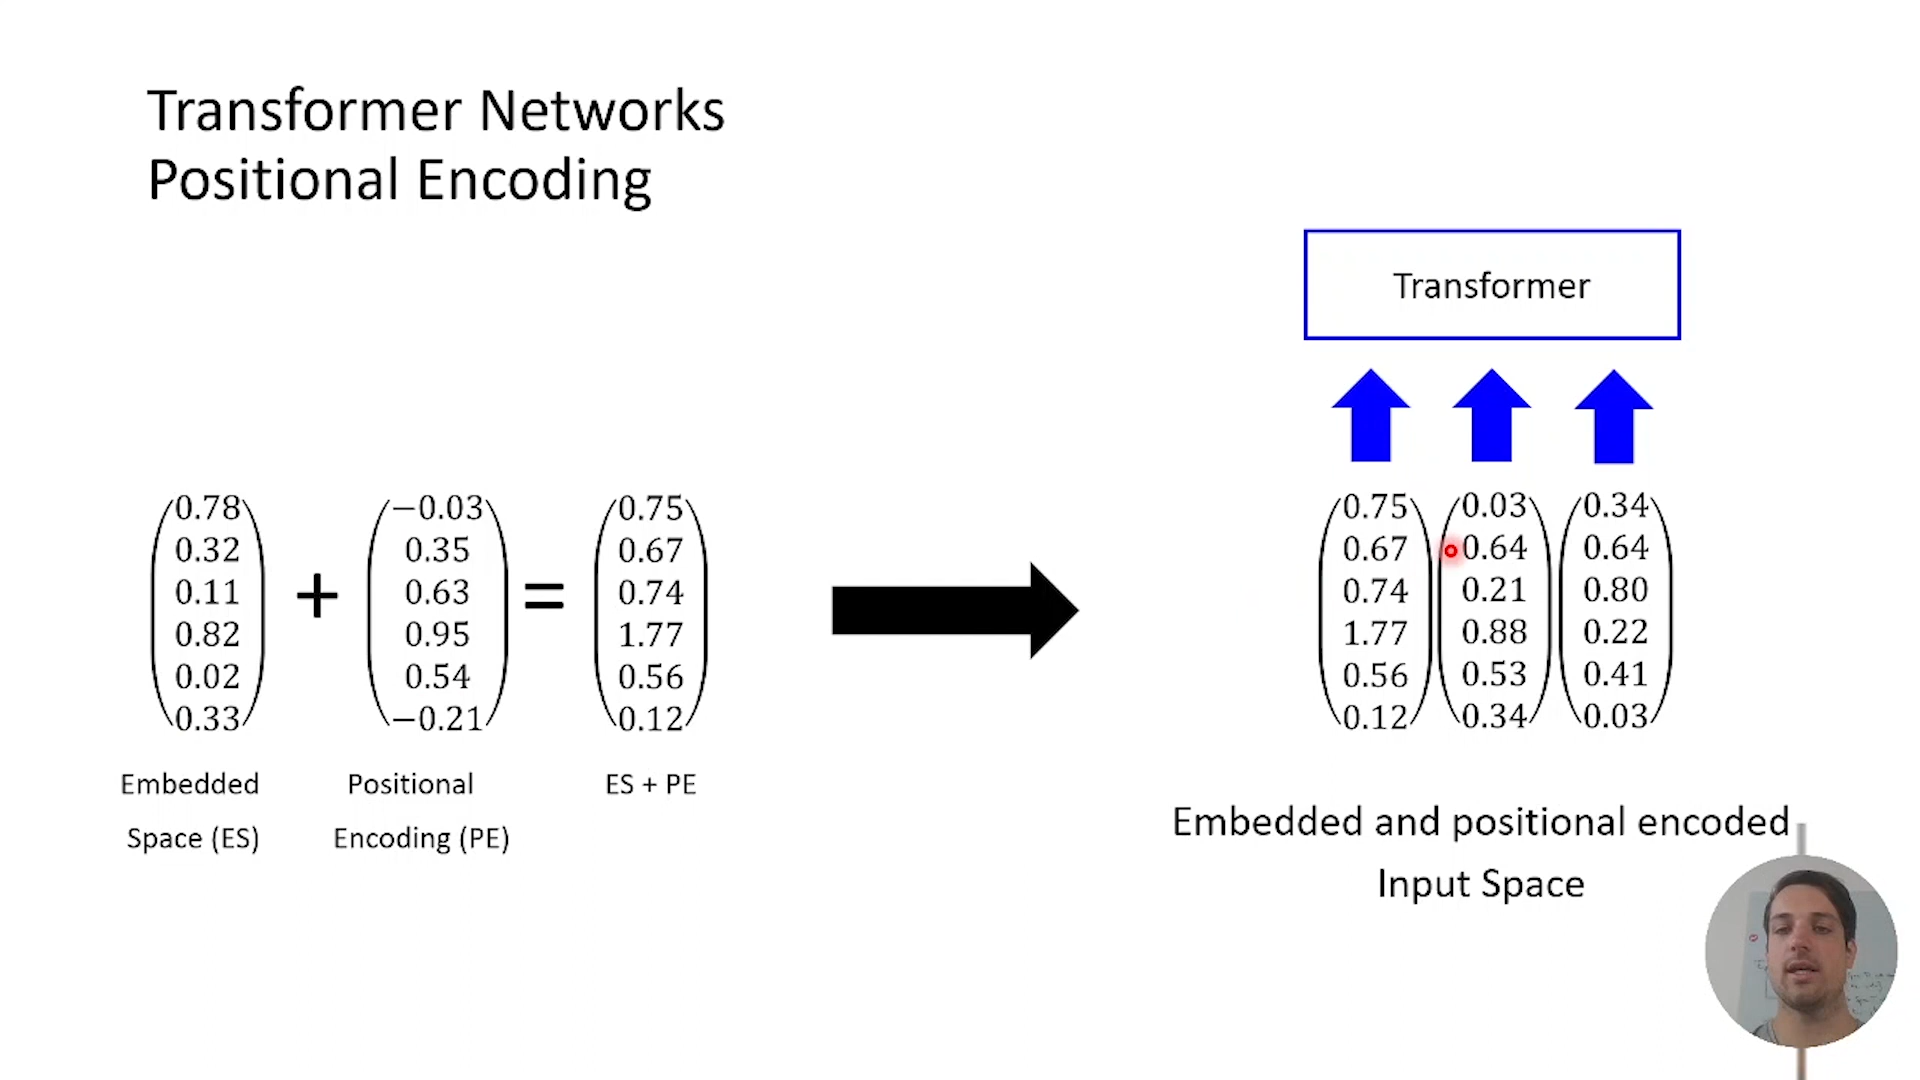 Transformer Networks
Positional Encoding
Transformer
0.78
0.32
0.11
0.82
0.02
0.33
+
−0.03
0.35
0.63
0.95
0.54
−0.21
=
0.75
0.67
0.74
1.77
0.56
0.12
0.75 0.03 0.34
0.67 0.64 0.64
0.74 0.21 0.80
1.77 0.88 0.22
0.56 0.53 0.41
0.12 0.34 0.03
Embedded
Space (ES)
Positional
Encoding (PE)
ES + PE
Embedded and positional encoded
Input Space